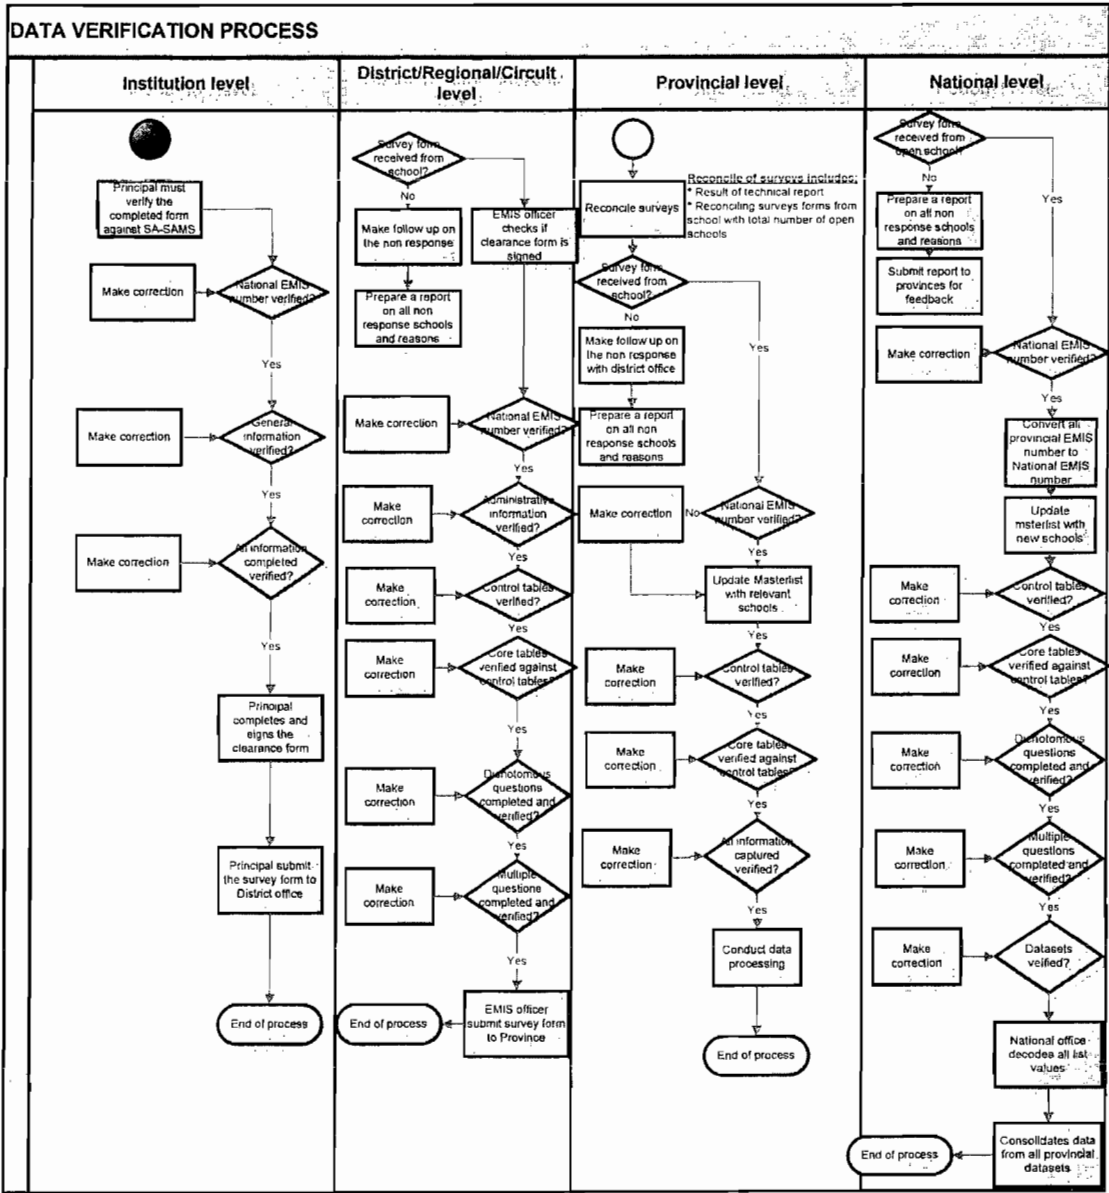 DATA VERIFICATION PROCESS
Institution level
Principal must
verify the
completed form
against SA-SAMS
Make correction
National EMIS
number verified?
Yes
Make correction
General
information
verified?
Yes
Make correction
All information
completed
verified?
Yes
Principal
completes and
signs the
clearance form
Principal submit
the survey form to
District office
End of process
District/Regional/Circuit
level
Survey form
received from
school?
No
Make follow up on
the non response
Prepare a report
on all non
response schools
and reasons
EMIS officer
checks if
clearance form is
signed
Make correction
National EMIS
number verified?
Yes
Make
correction
Administrative
information
verified?
Yes
Make
correction
Control tables
verified?
Yes
Make
correction
Core tables
verified against
control tables?
Yes
Make
correction
Dichotomous
questions
completed and
verified?
Yes
Make
correction
Multiple
questions
completed and
verified?
Yes
EMIS officer
submit survey form
to Province
End of process
Provincial level
Reconcile surveys
Reconcile of surveys includes:
* Result of technical report
* Reconciling surveys forms from
school with total number of open
schools
Survey form
received from
school?
No
Make follow up on
the non response
with district office
Prepare a report
on all non
response schools
and reasons
Yes
Make correction
No
National EMIS
number verified?
Yes
Update Masterlist
with relevant
schools
Yes
Make
correction
Control tables
verified?
Yes
Make
correction
Core tables
verified against
control tables?
Yes
Make
correction
All information
captured
verified?
Yes
Conduct data
processing
End of process
National level
Survey form
received from
open school?
No
Yes
Prepare a report
on all non
response schools
and reasons
Submit report to
provinces for
feedback
Make correction
National EMIS
number verified?
Yes
Convert all
provincial EMIS
number to
National EMIS
number
Update
msterlist with
new schools
Make
correction
Control tables
verified?
Yes
Make
correction
Core tables
verified against
control tables?
Yes
Make
correction
Dichotomous
questions
completed and
verified?
Yes
Make
correction
Multiple
questions
completed and
verified?
Yes
Make
correction
Datasets
verified?
National office
decodes all list
values
Consolidates data
from all provincial
datasets
End of process